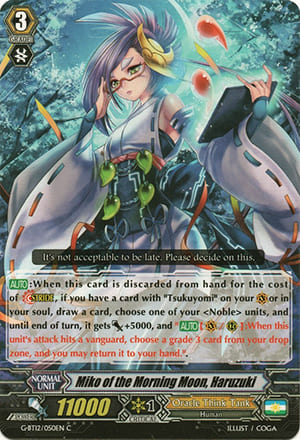 3
GRADE
It's not acceptable to be late. Please decide on this.
AUTO:When this card is discarded from hand for the cost
of STRIDE, if you have a card with "Tsukuyomi" on your or in
your soul, draw a card, choose one of your <Noble> units, and
until end of turn, it gets +5000, and "AUTO [ / ]:When this
unit's attack hits a vanguard, choose a grade 3 card from your drop
zone, and you may return it to your hand.".
NORMAL
UNIT
Miko of the Morning Moon, Haruzuki
POWER
11000
1
CRITICAL
Oracle Think Tank
Human
G-BT12/050EN C
ILLUST / COGA